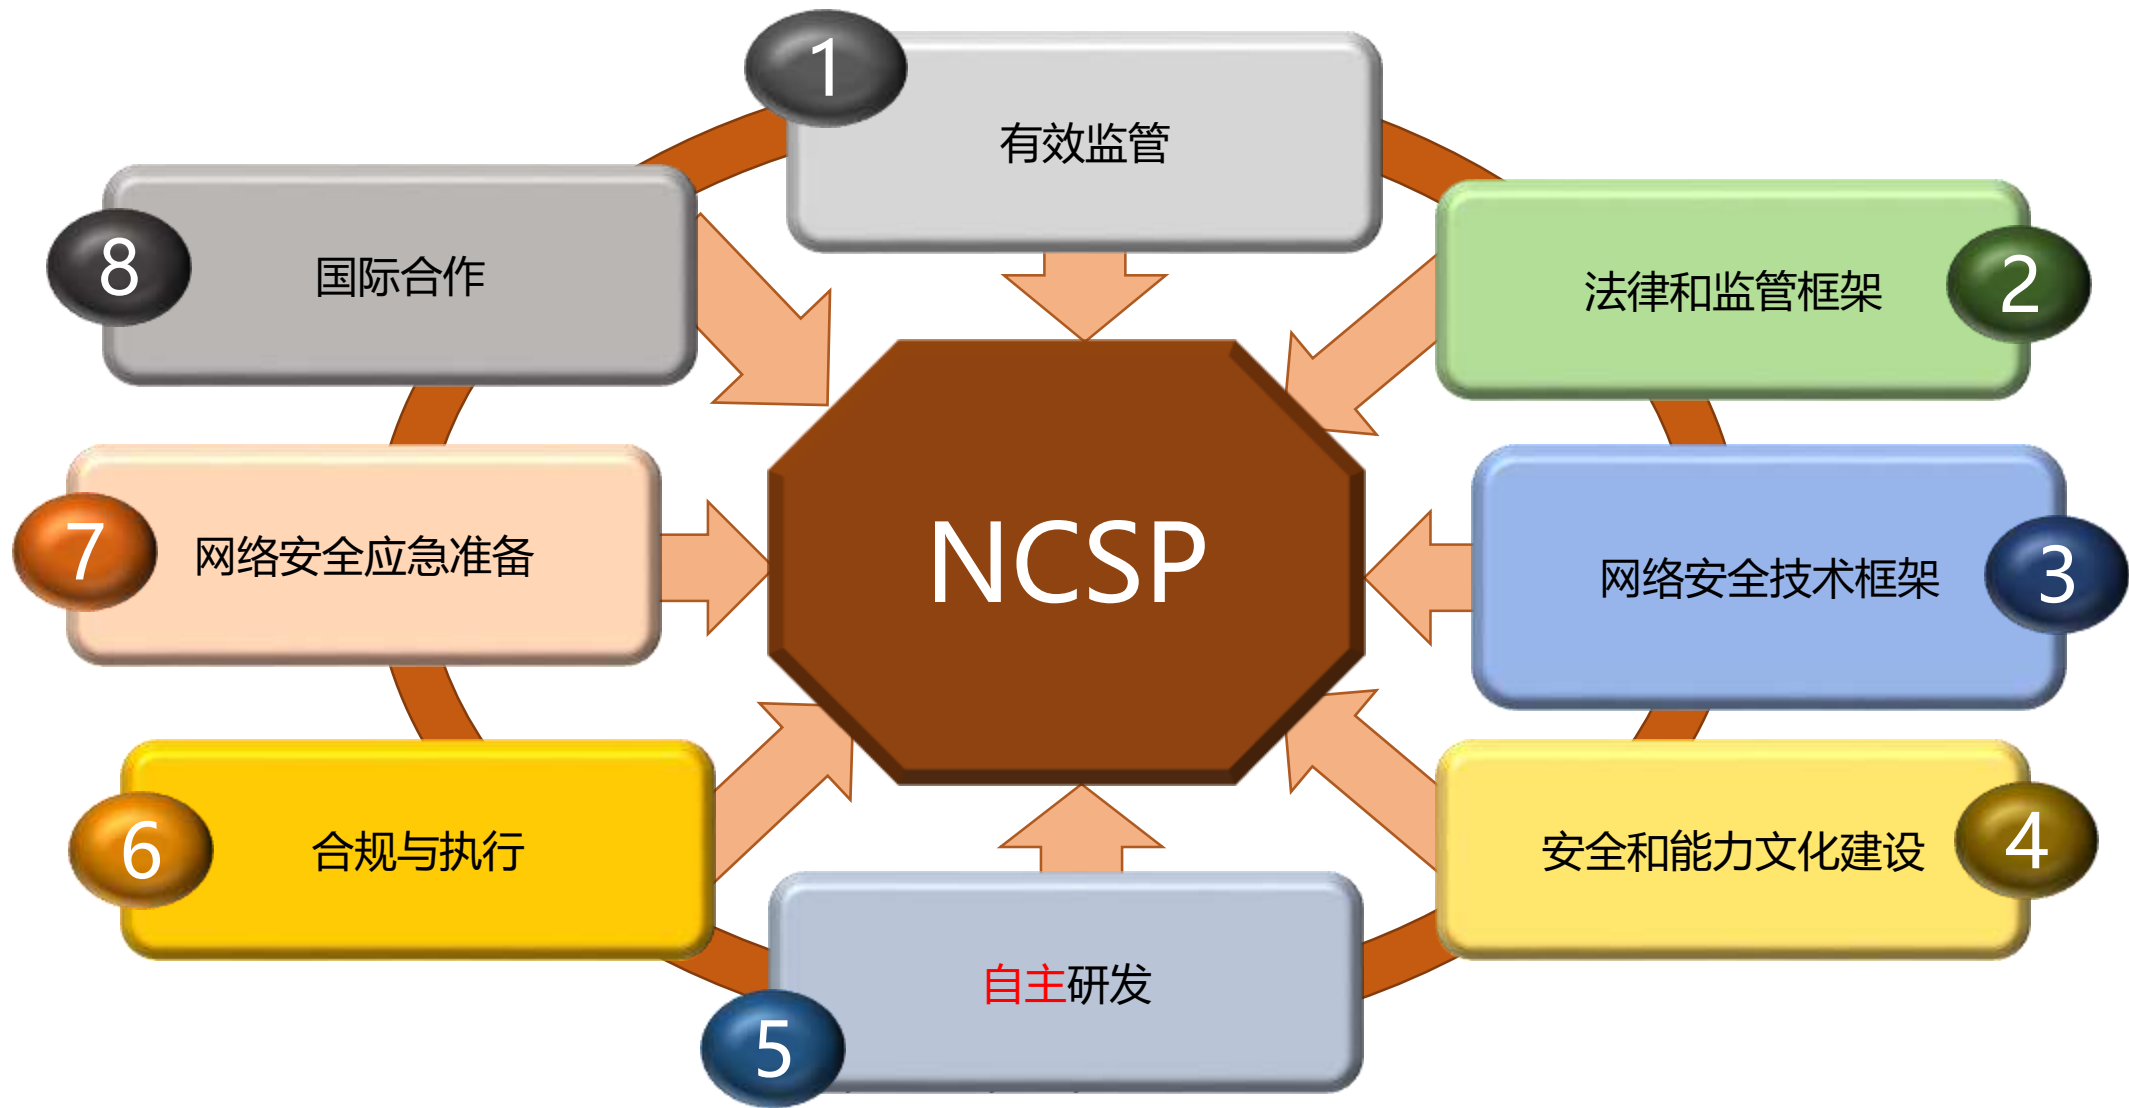 1
有效监管
2
法律和监管框架
3
网络安全技术框架
4
安全和能力文化建设
5
自主研发
6
合规与执行
7
网络安全应急准备
8
国际合作
NCSP